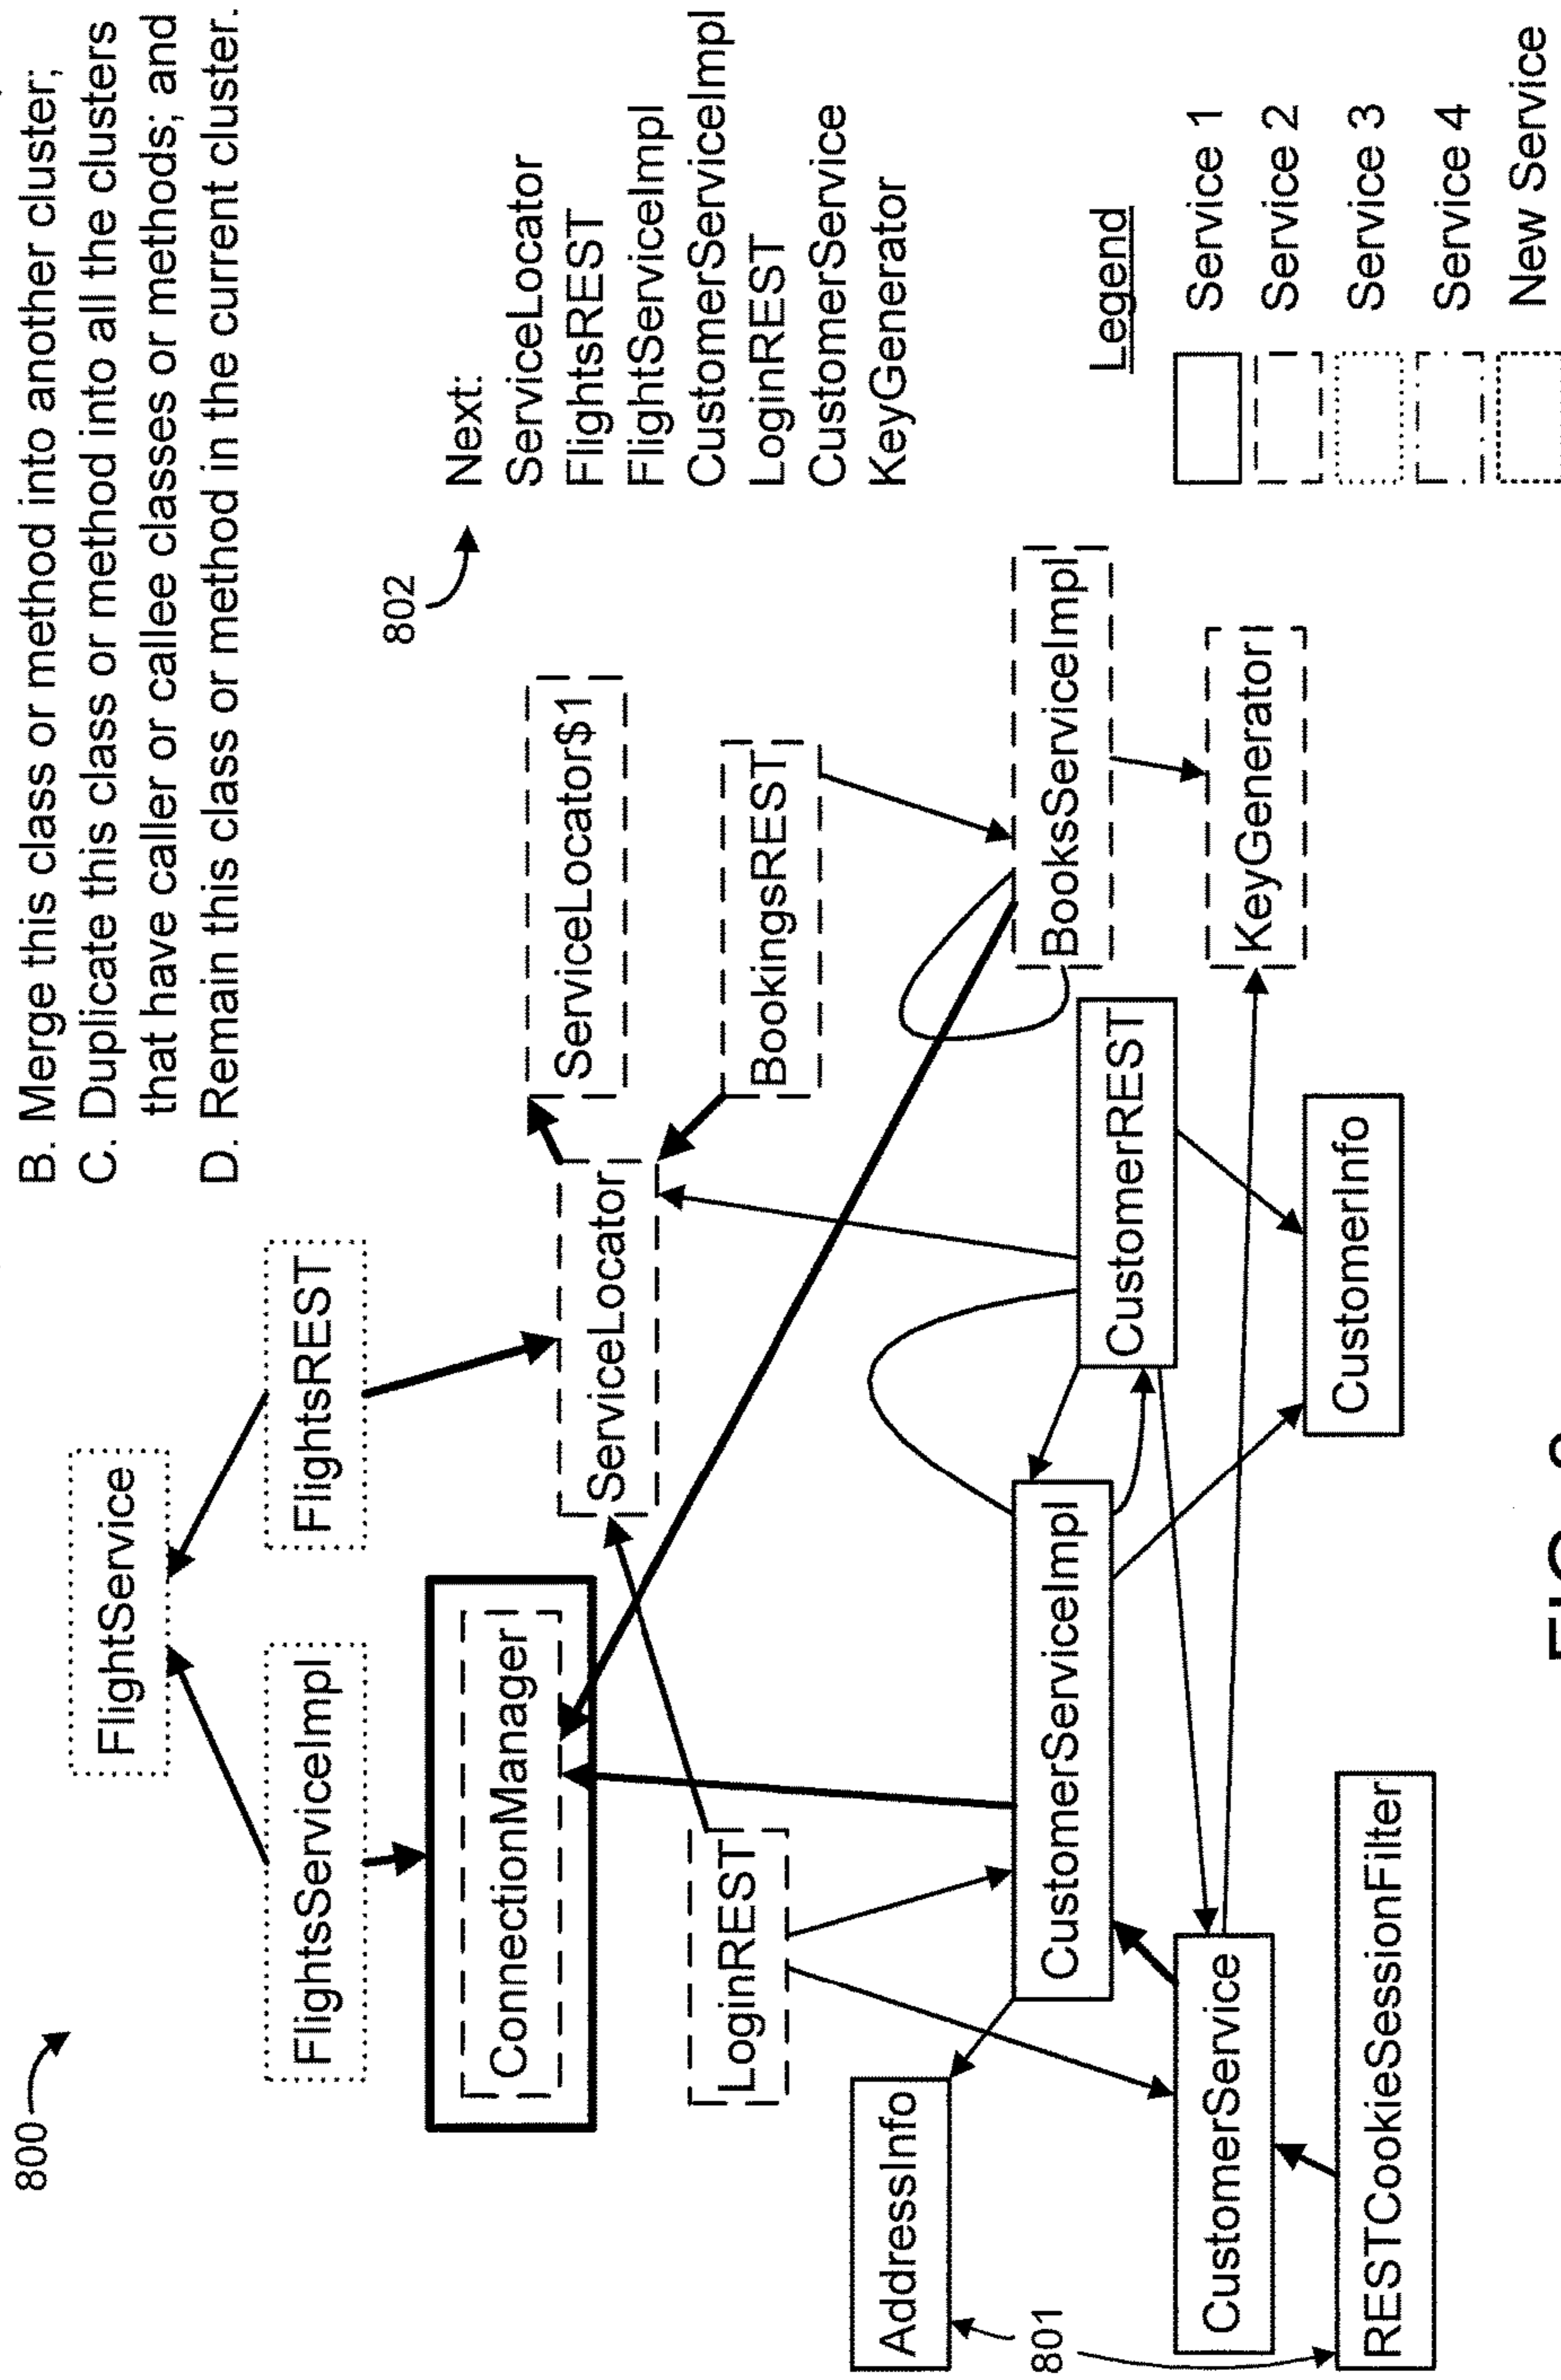 800
B. Merge this class or method into another cluster;
C. Duplicate this class or method into all the clusters
that have caller or callee classes or methods; and
D. Remain this class or method in the current cluster.
FlightService
FlightsServiceImpl
FlightsREST
802
Next:
ServiceLocator
FlightsREST
FlightServiceImpl
CustomerServiceImpl
LoginREST
CustomerService
KeyGenerator
ConnectionManager
ServiceLocator
ServiceLocator$1
LoginREST
BookingsREST
AddressInfo
CustomerServiceImpl
CustomerREST
BooksServiceImpl
801
CustomerService
KeyGenerator
RESTCookieSessionFilter
CustomerInfo
Legend
Service 1
Service 2
Service 3
Service 4
New Service